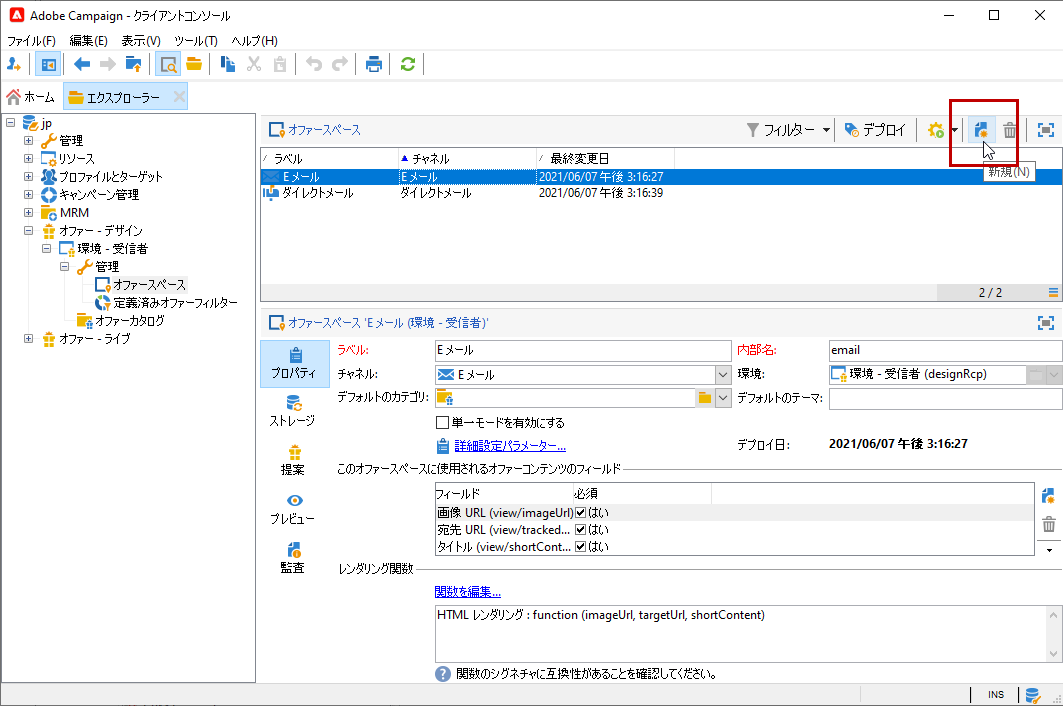 Adobe Campaign - クライアントコンソール
ファイル(F) 編集(E) 表示(V) ツール(T) ヘルプ(H)
ホーム エクスプローラー
jp
管理
リソース
プロファイルとターゲット
キャンペーン管理
MRM
オファー - デザイン
環境 - 受信者
管理
オファースペース
定義済みオファーフィルター
オファーカタログ
オファー - ライブ
オファースペース フィルター デプロイ
新規(N)
ラベル チャネル 最終変更日
Eメール Eメール 2021/06/07 午後 3:16:27
ダイレクトメール ダイレクトメール 2021/06/07 午後 3:16:39
2 / 2
オファースペース 'Eメール (環境 - 受信者)'
プロパティ
ストレージ
提案
プレビュー
監査
ラベル: Eメール 内部名: email
チャネル: Eメール 環境: 環境 - 受信者 (designRcp)
デフォルトのカテゴリ: デフォルトのテーマ:
単一モードを有効にする
詳細設定パラメーター... デプロイ日: 2021/06/07 午後 3:16:27
このオファースペースに使用されるオファーコンテンツのフィールド
フィールド 必須
画像 URL (view/imageUrl) はい
宛先 URL (view/tracked... はい
タイトル (view/shortCont... はい
レンダリング関数
関数を編集...
HTML レンダリング : function (imageUrl, targetUrl, shortContent)
関数のシグネチャに互換性があることを確認してください。
INS